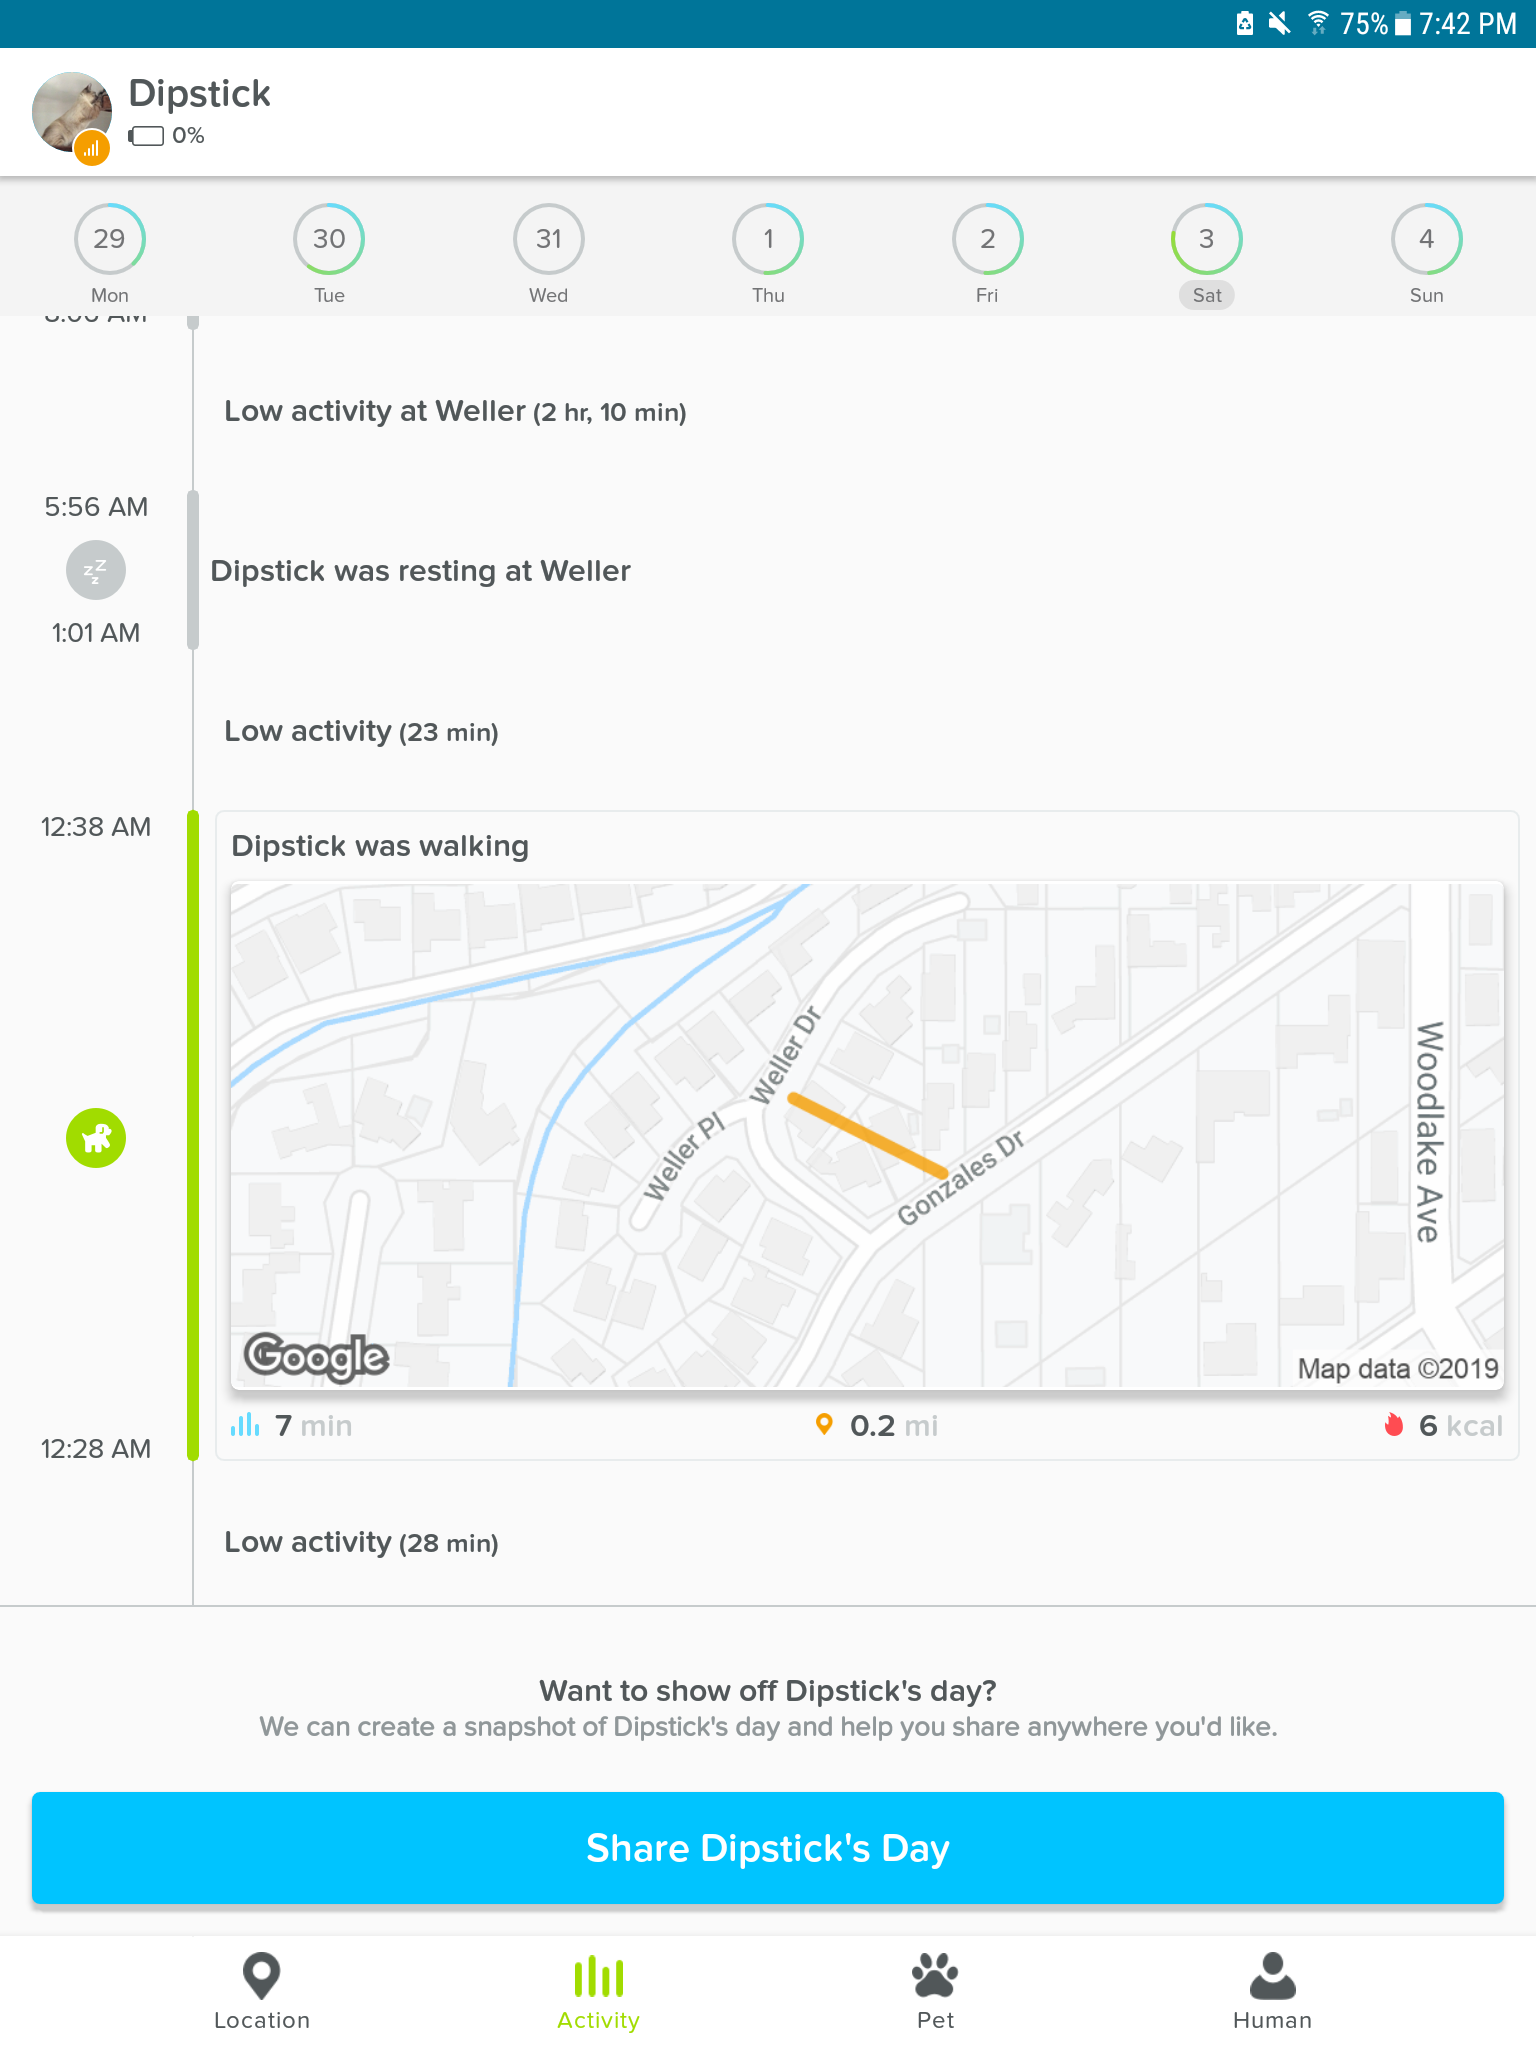 75% 7:42 PM
Dipstick
0%
29 30 31 1 2 3 4
Mon Tue Wed Thu Fri Sat Sun
Low activity at Weller (2 hr, 10 min)
5:56 AM
zzz
Dipstick was resting at Weller
1:01 AM
Low activity (23 min)
12:38 AM
Dipstick was walking
Weller Dr
Weller Pl
Gonzales Dr
Woodlake Ave
Google
Map data ©2019
7 min 0.2 mi 6 kcal
12:28 AM
Low activity (28 min)
Want to show off Dipstick's day?
We can create a snapshot of Dipstick's day and help you share anywhere you'd like.
Share Dipstick's Day
Location Activity Pet Human